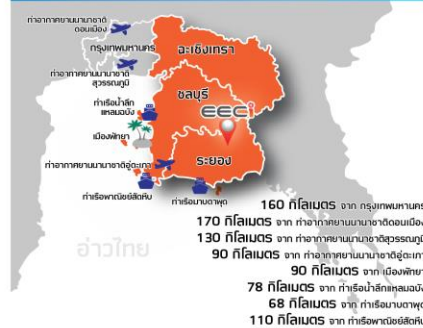 ท่าอากาศยานนานาชาติ
ดอนเมือง
กรุงเทพมหานคร
ฉะเชิงเทรา
ท่าอากาศยานนานาชาติ
สุวรรณภูมิ
ชลบุรี
ท่าเรือน้ำลึก
แหลมฉบัง
EECi
เมืองพัทยา
ระยอง
ท่าอากาศยานนานาชาติอู่ตะเภา
ท่าเรือพาณิชย์สัตหีบ
ท่าเรือมาบตาพุด
อ่าวไทย
160 กิโลเมตร จาก กรุงเทพมหานคร
170 กิโลเมตร จาก ท่าอากาศยานนานาชาติดอนเมือง
130 กิโลเมตร จาก ท่าอากาศยานนานาชาติสุวรรณภูมิ
90 กิโลเมตร จาก ท่าอากาศยานนานาชาติอู่ตะเภา
90 กิโลเมตร จาก เมืองพัทยา
78 กิโลเมตร จาก ท่าเรือน้ำลึกแหลมฉบัง
68 กิโลเมตร จาก ท่าเรือมาบตาพุด
110 กิโลเมตร จาก ท่าเรือพาณิชย์สัตหีบ